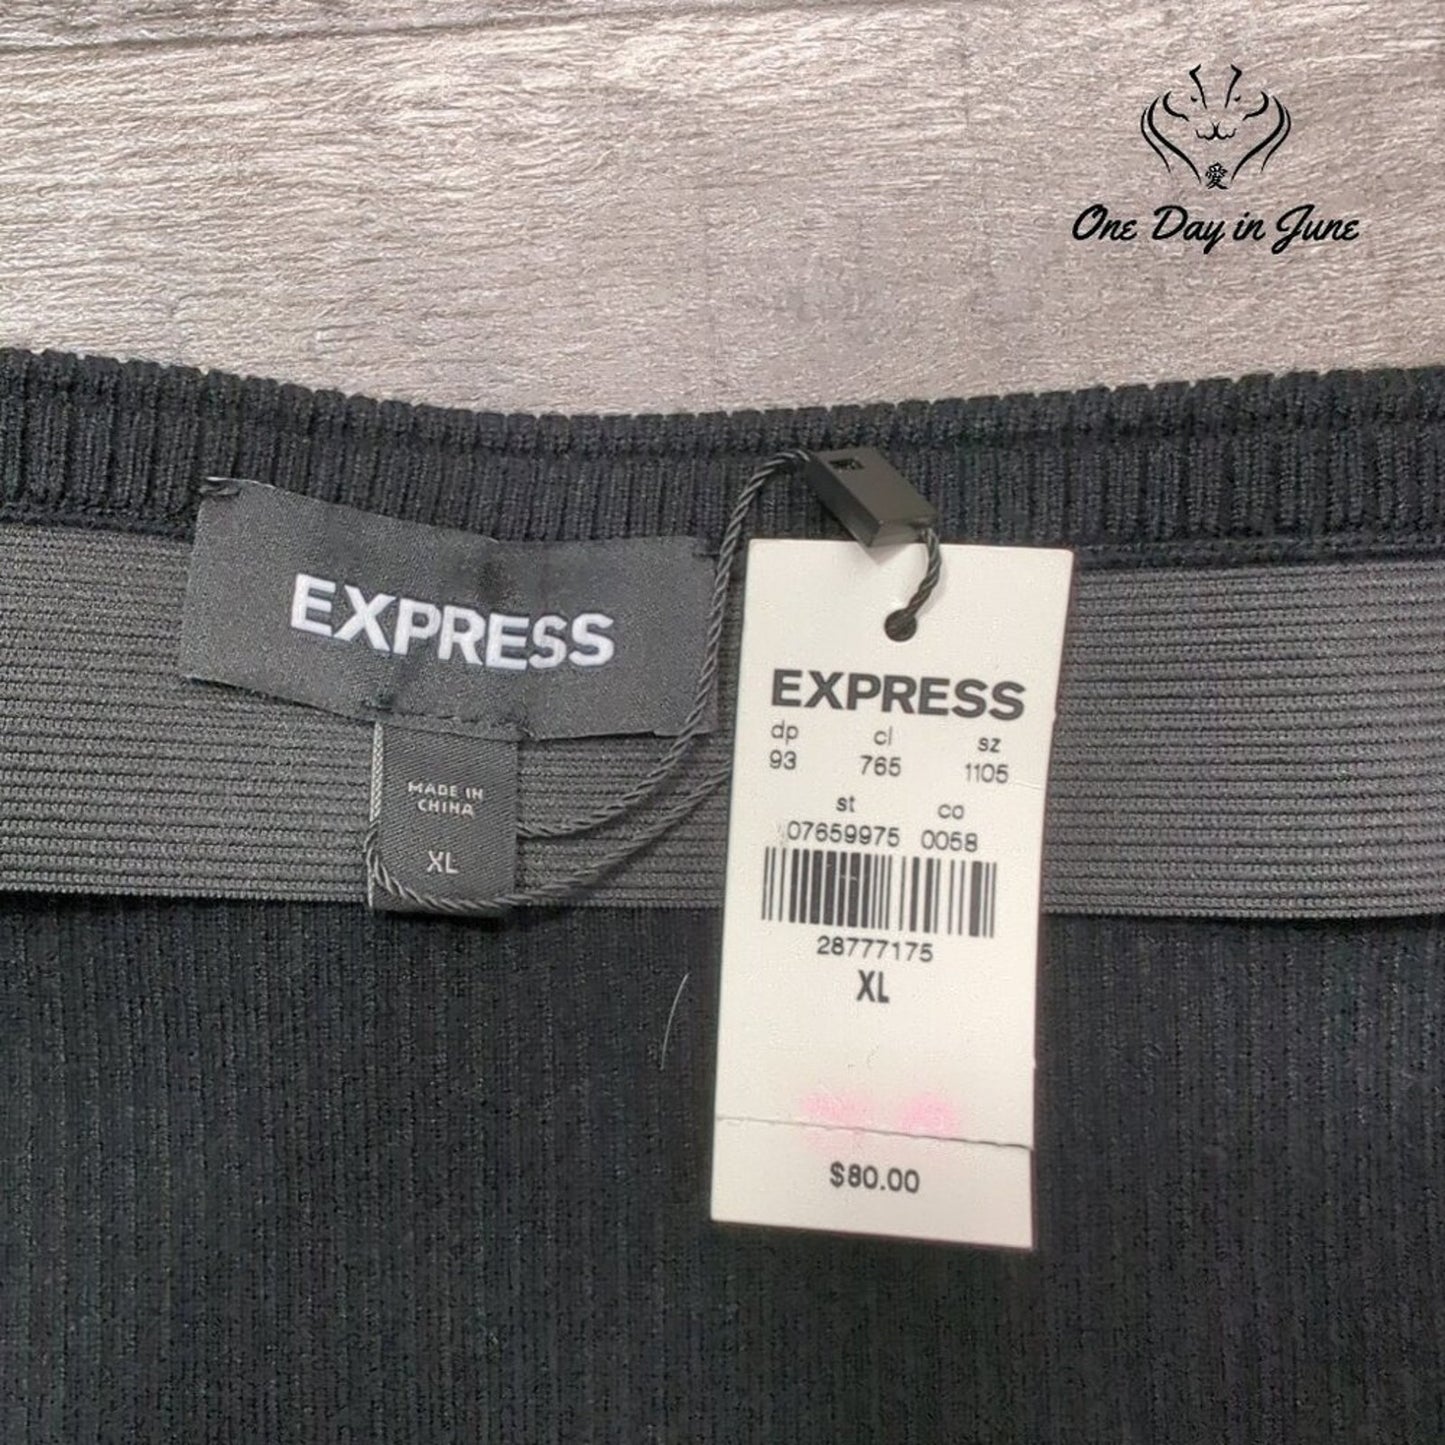 愛
One Day in June
EXPRESS
MADE IN
CHINA
XL
EXPRESS
dp cl sz
93 765 1105
st co
07659975 0058
28777175
XL
$80.00